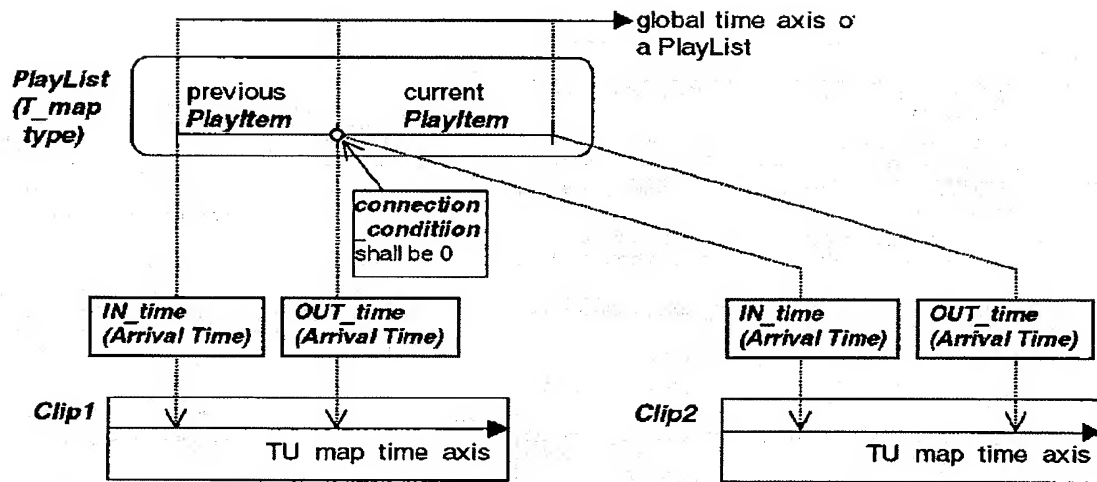 global time axis o
a PlayList
PlayList
(T_map
type)
previous
PlayItem
current
PlayItem
connection
_conditiion
shall be 0
IN_time
(Arrival Time)
OUT_time
(Arrival Time)
IN_time
(Arrival Time)
OUT_time
(Arrival Time)
Clip1
TU map time axis
Clip2
TU map time axis